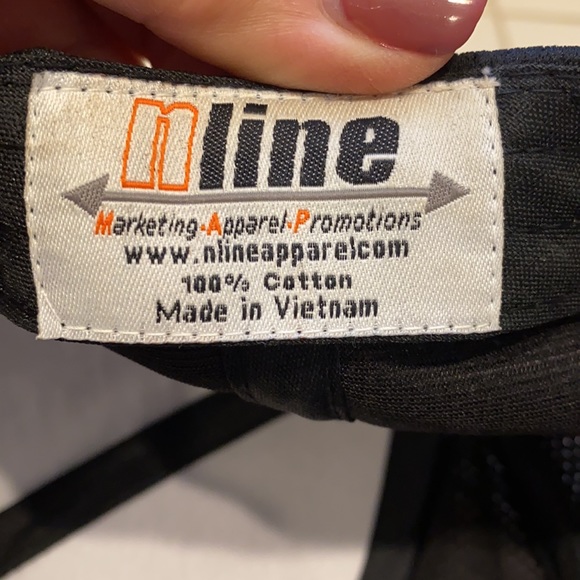 nline
Marketing-Apparel-Promotions
www.nlineapparel.com
100% Cotton
Made in Vietnam